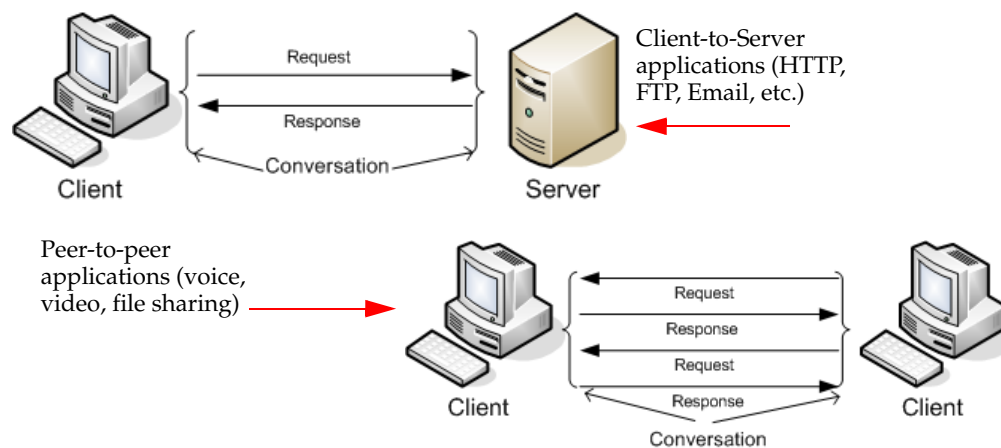 Request
Response
Conversation
Client
Server
Client-to-Server
applications (HTTP,
FTP, Email, etc.)
Peer-to-peer
applications (voice,
video, file sharing)
Request
Response
Request
Response
Client
Client
Conversation